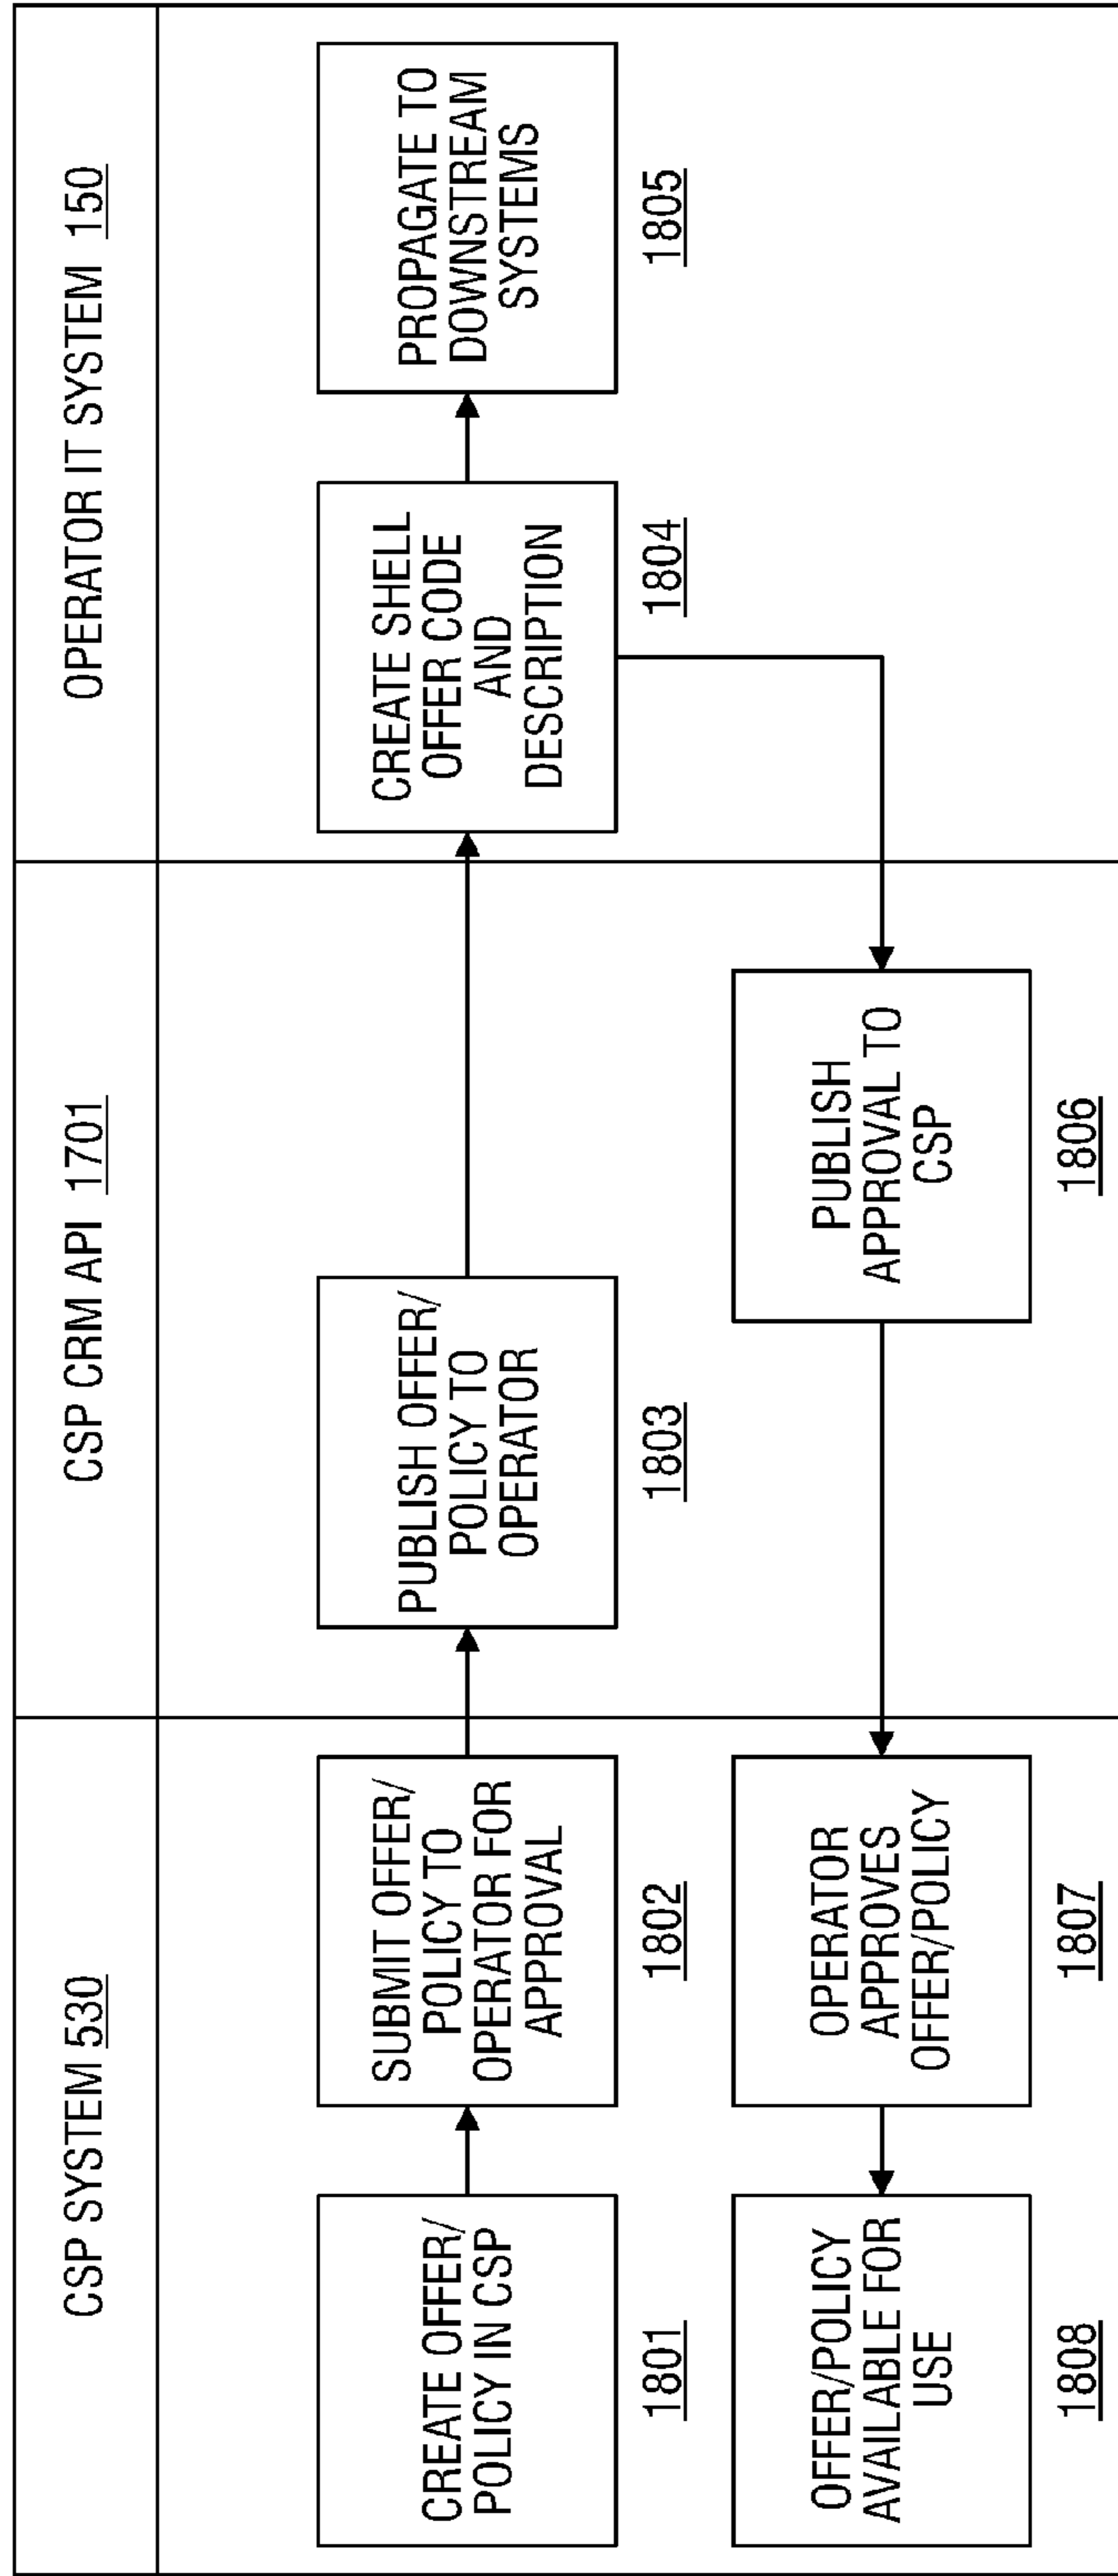 CSP SYSTEM 530
CSP CRM API 1701
OPERATOR IT SYSTEM 150
CREATE OFFER/
POLICY IN CSP
1801
SUBMIT OFFER/
POLICY TO
OPERATOR FOR
APPROVAL
1802
PUBLISH OFFER/
POLICY TO
OPERATOR
1803
CREATE SHELL
OFFER CODE
AND
DESCRIPTION
1804
PROPAGATE TO
DOWNSTREAM
SYSTEMS
1805
OFFER/POLICY
AVAILABLE FOR
USE
1808
OPERATOR
APPROVES
OFFER/POLICY
1807
PUBLISH
APPROVAL TO
CSP
1806